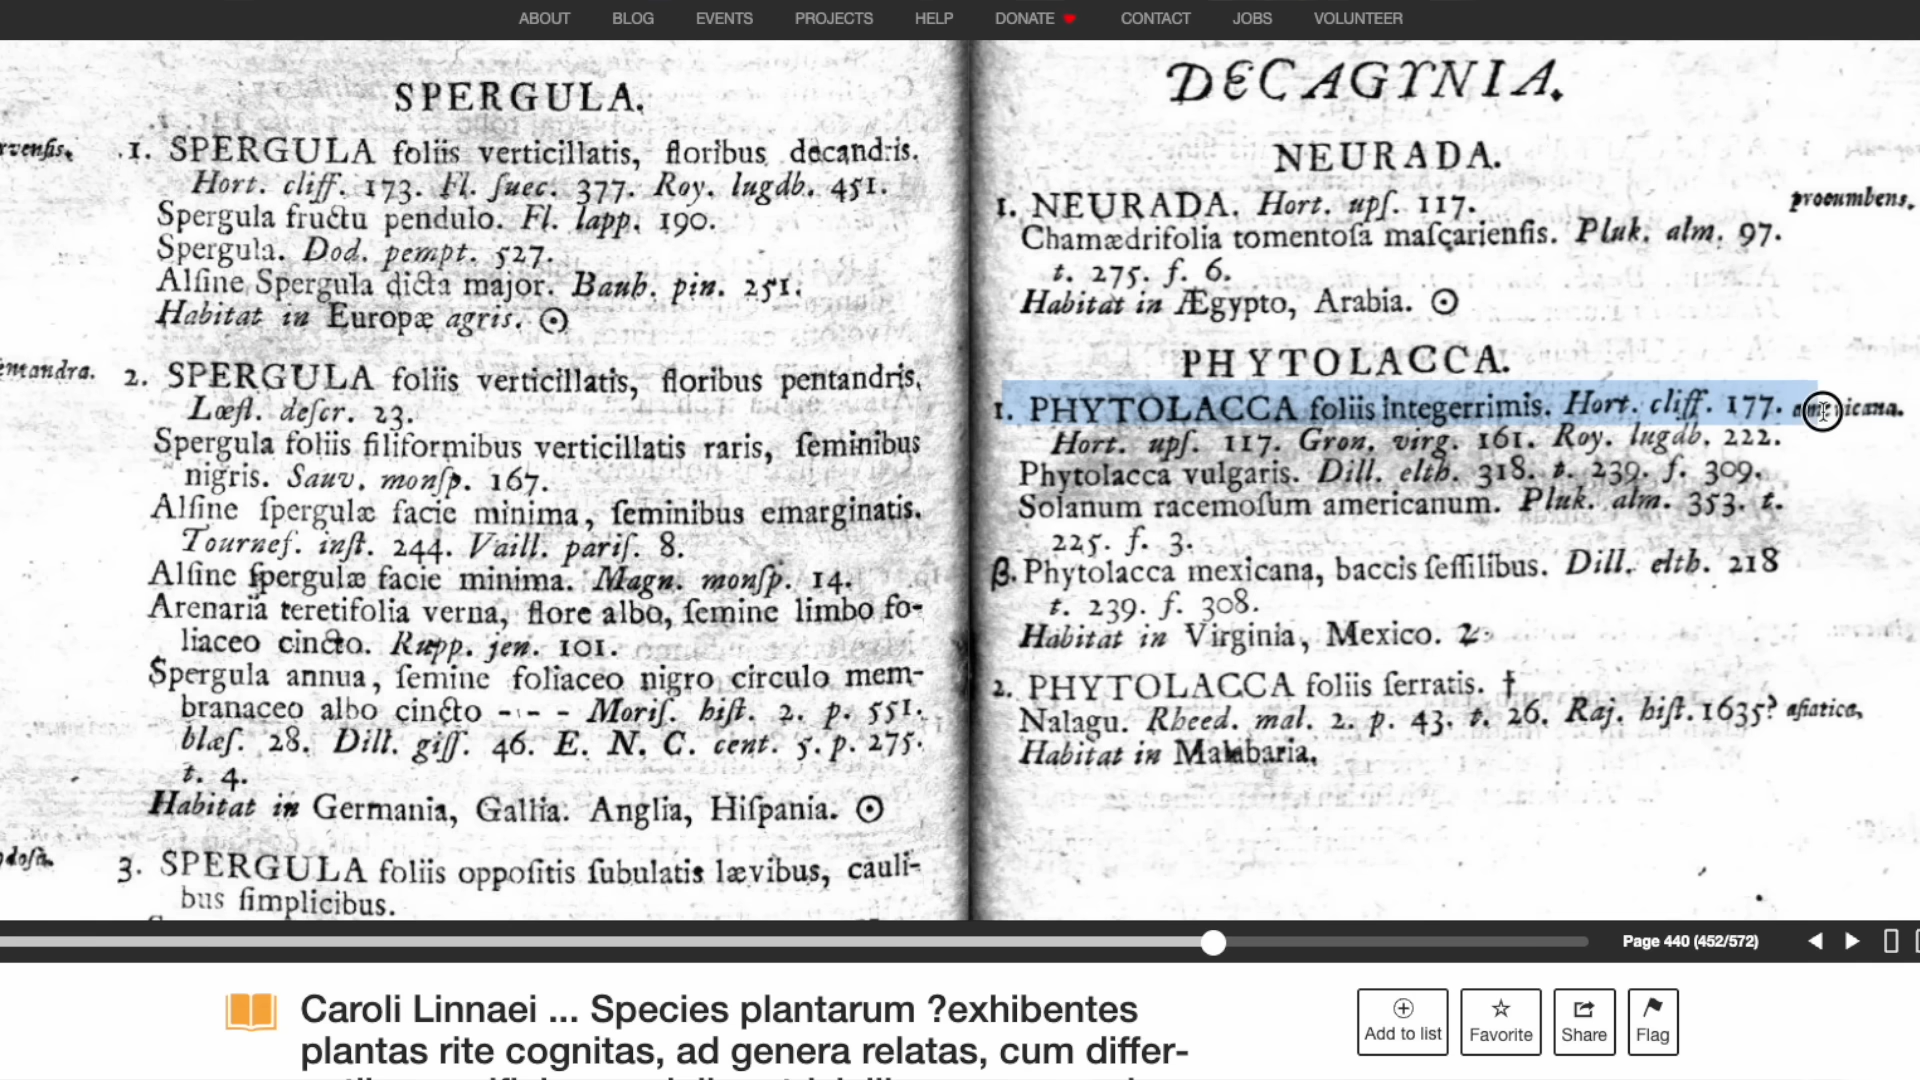 ABOUT BLOG EVENTS PROJECTS HELP DONATE CONTACT JOBS VOLUNTEER
SPERGULA.
1. SPERGULA foliis verticillatis, floribus decandris.
Hort. cliff. 173. Fl. ſuec. 377. Roy. lugdb. 451.
Spergula fructu pendulo. Fl. lapp. 190.
Spergula. Dod. pempt. 527.
Alſine Spergula dicta major. Bauh. pin. 251.
Habitat in Europæ agris. ☉
2. SPERGULA foliis verticillatis, floribus pentandris.
Lœfl. deſcr. 23.
Spergula foliis filiformibus verticillatis raris, ſeminibus
nigris. Sauv. monſp. 167.
Alſine ſpergulæ facie minima, ſeminibus emarginatis.
Tournef. inſt. 244. Vaill. pariſ. 8.
Alſine ſpergulæ facie minima. Magn. monſp. 14.
Arenaria teretifolia verna, flore albo, ſemine limbo fo-
liaceo cincto. Rupp. jen. 101.
Spergula annua, ſemine foliaceo nigro circulo mem-
branaceo albo cincto - - - Moriſ. hiſt. 2. p. 551.
blæſ. 28. Dill. giſſ. 46. E. N. C. cent. 5. p. 275.
t. 4.
Habitat in Germania, Gallia. Anglia, Hiſpania. ☉
3. SPERGULA foliis oppoſitis ſubulatis lævibus, cauli-
bus ſimplicibus.
DECAGYNIA.
NEURADA.
1. NEURADA. Hort. upſ. 117. procumbens.
Chamædrifolia tomentoſa maſcarienſis. Pluk. alm. 97.
t. 275. f. 6.
Habitat in Ægypto, Arabia. ☉
PHYTOLACCA.
1. PHYTOLACCA foliis integerrimis. Hort. cliff. 177. americana.
Hort. upſ. 117. Gron. virg. 161. Roy. lugdb. 222.
Phytolacca vulgaris. Dill. elth. 318. t. 239. f. 309.
Solanum racemoſum americanum. Pluk. alm. 353. t.
225. f. 3.
β. Phytolacca mexicana, baccis ſeſſilibus. Dill. elth. 218
t. 239. f. 308.
Habitat in Virginia, Mexico. ♃
2. PHYTOLACCA foliis ſerratis. †
Nalagu. Rheed. mal. 2. p. 43. t. 26. Raj. hiſt. 1635? aſiatica.
Habitat in Malabaria.
Page 440 (452/572)
Caroli Linnaei ... Species plantarum ?exhibentes
plantas rite cognitas, ad genera relatas, cum differ-
Add to list Favorite Share Flag